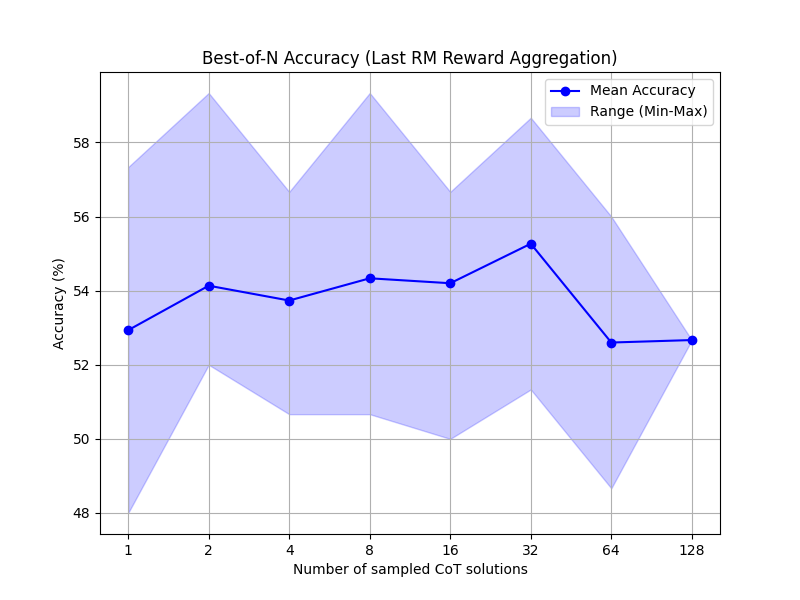 Best-of-N Accuracy (Last RM Reward Aggregation)
Mean Accuracy
Range (Min-Max)
Accuracy (%)
58
56
54
52
50
48
1 2 4 8 16 32 64 128
Number of sampled CoT solutions